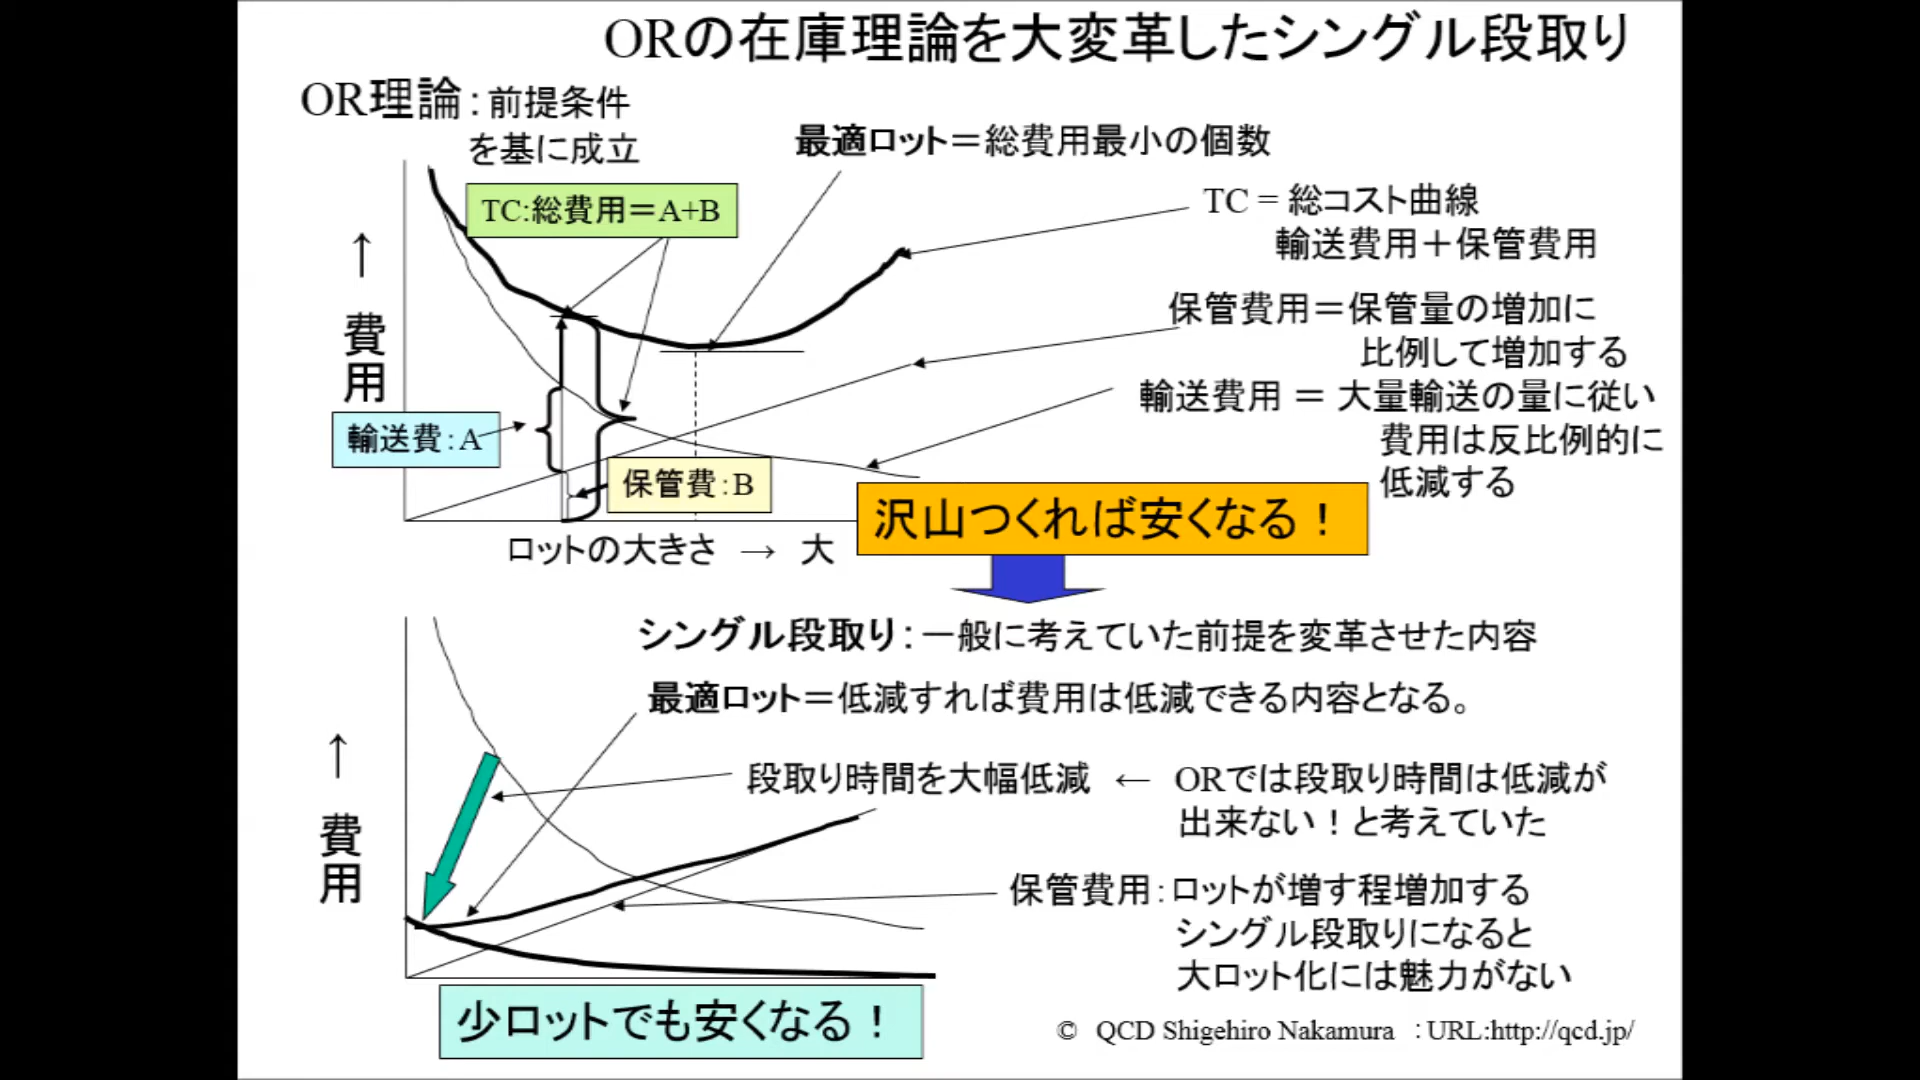 ORの在庫理論を大変革したシングル段取り
OR理論：前提条件
を基に成立
最適ロット＝総費用最小の個数
TC:総費用＝A+B
TC = 総コスト曲線
輸送費用＋保管費用
↑
費用
保管費用＝保管量の増加に
比例して増加する
輸送費用 ＝ 大量輸送の量に従い
費用は反比例的に
低減する
輸送費：A
保管費：B
ロットの大きさ → 大
沢山つくれば安くなる！
シングル段取り：一般に考えていた前提を変革させた内容
最適ロット＝低減すれば費用は低減できる内容となる。
↑
費用
段取り時間を大幅低減 ← ORでは段取り時間は低減が
出来ない！と考えていた
保管費用：ロットが増す程増加する
シングル段取りになると
大ロット化には魅力がない
少ロットでも安くなる！
© QCD Shigehiro Nakamura ：URL:http://qcd.jp/